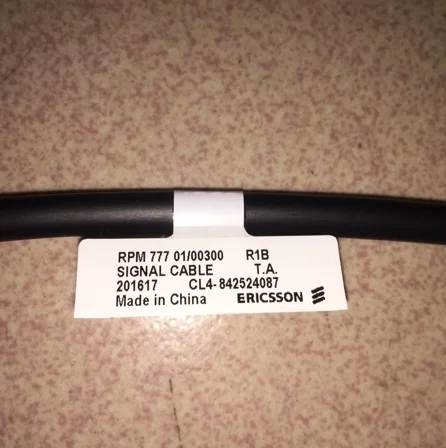 RPM 777 01/00300 R1B
SIGNAL CABLE T.A.
201617 CL4-842524087
Made in China ERICSSON